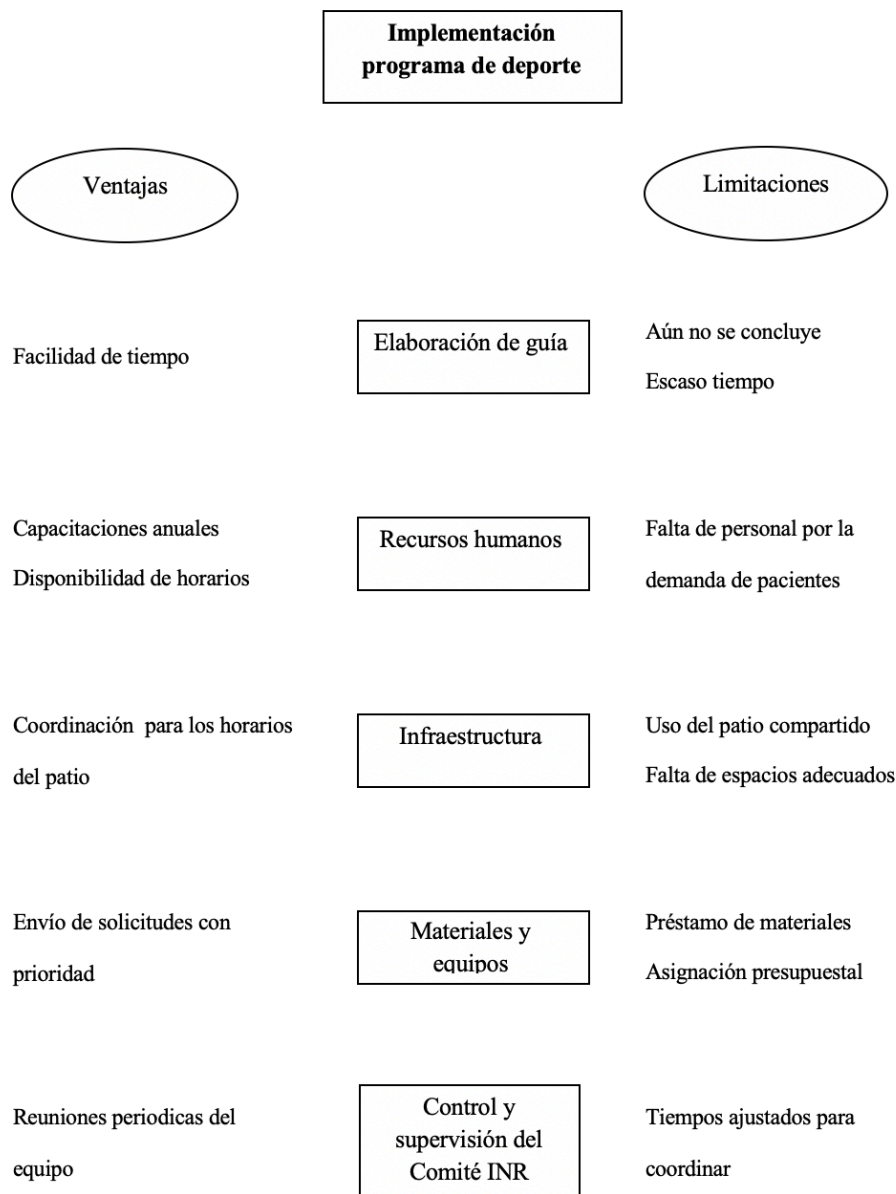 Implementación
programa de deporte
Ventajas
Limitaciones
Facilidad de tiempo
Elaboración de guía
Aún no se concluye
Escaso tiempo
Capacitaciones anuales
Disponibilidad de horarios
Recursos humanos
Falta de personal por la
demanda de pacientes
Coordinación para los horarios
del patio
Infraestructura
Uso del patio compartido
Falta de espacios adecuados
Envío de solicitudes con
prioridad
Materiales y
equipos
Préstamo de materiales
Asignación presupuestal
Reuniones periodicas del
equipo
Control y
supervisión del
Comité INR
Tiempos ajustados para
coordinar